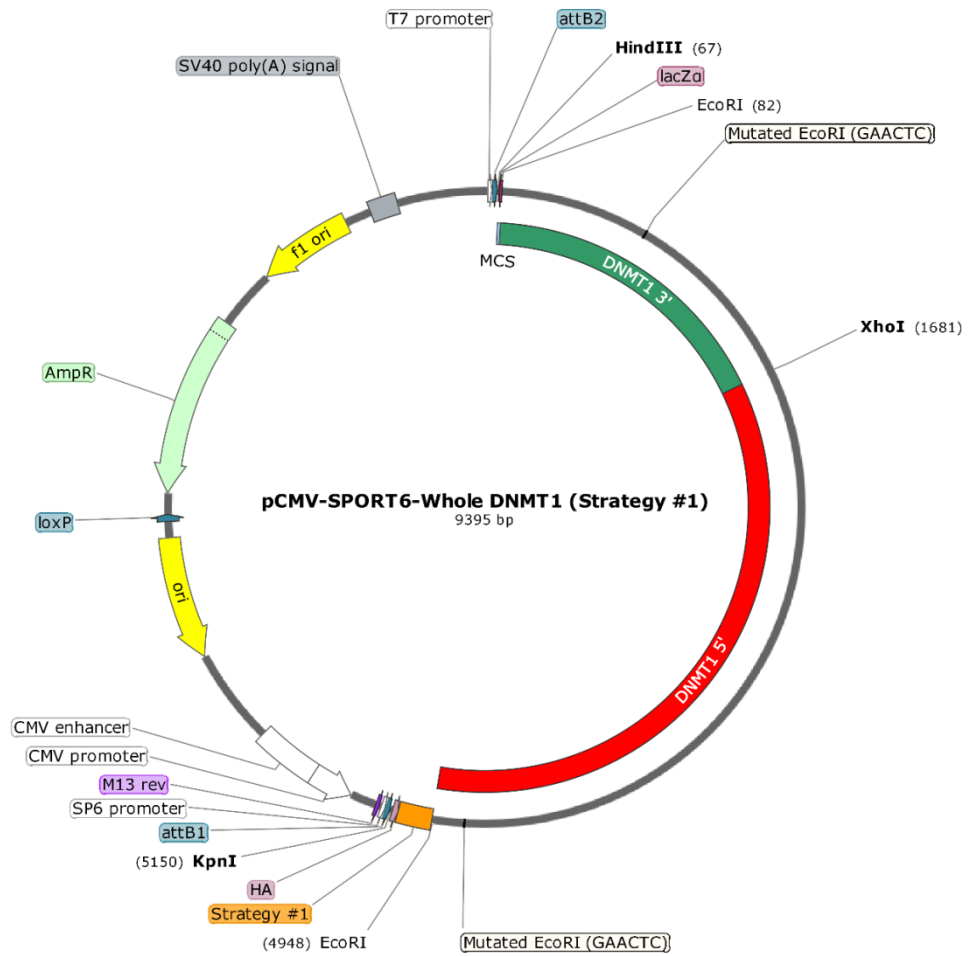 T7 promoter
attB2
HindIII (67)
SV40 poly(A) signal
lacZα
EcoRI (82)
Mutated EcoRI (GAACTC)
f1 ori
MCS
DNMT1 3'
XhoI (1681)
AmpR
pCMV-SPORT6-Whole DNMT1 (Strategy #1)
9395 bp
loxP
ori
DNMT1 5'
CMV enhancer
CMV promoter
M13 rev
SP6 promoter
attB1
(5150) KpnI
HA
Strategy #1
(4948) EcoRI
Mutated EcoRI (GAACTC)